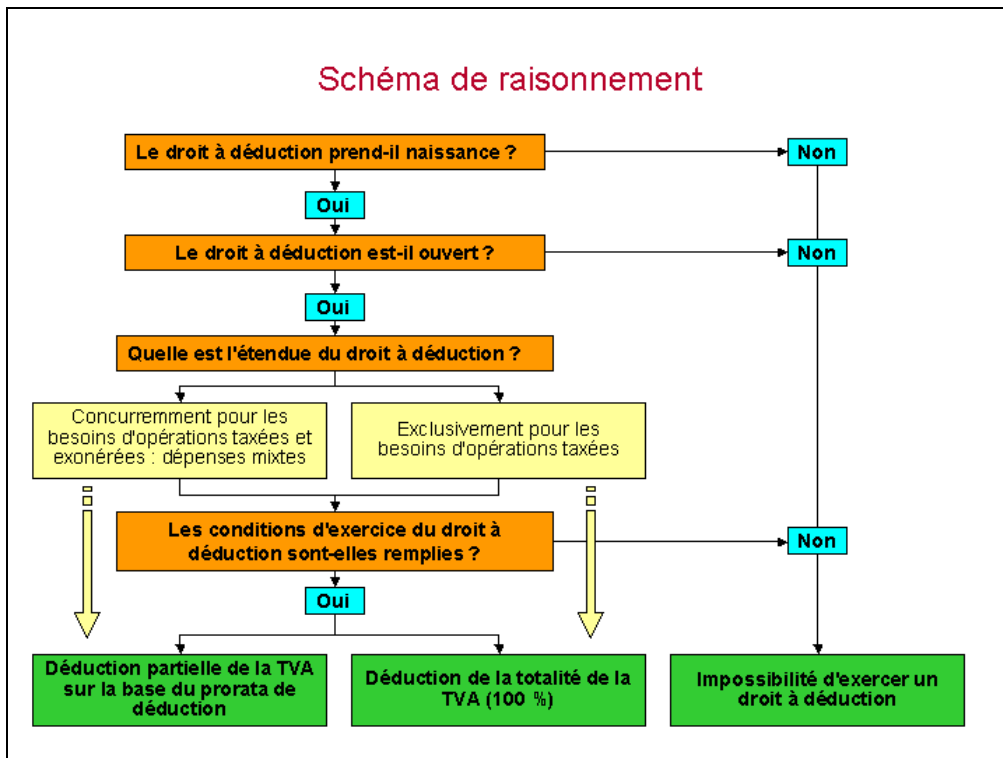 Schéma de raisonnement
Le droit à déduction prend-il naissance ?
Non
Oui
Le droit à déduction est-il ouvert ?
Non
Oui
Quelle est l'étendue du droit à déduction ?
Concurremment pour les
besoins d'opérations taxées et
exonérées : dépenses mixtes
Exclusivement pour les
besoins d'opérations taxées
Les conditions d'exercice du droit à
déduction sont-elles remplies ?
Non
Oui
Déduction partielle de la TVA
sur la base du prorata de
déduction
Déduction de la totalité de la
TVA (100 %)
Impossibilité d'exercer un
droit à déduction